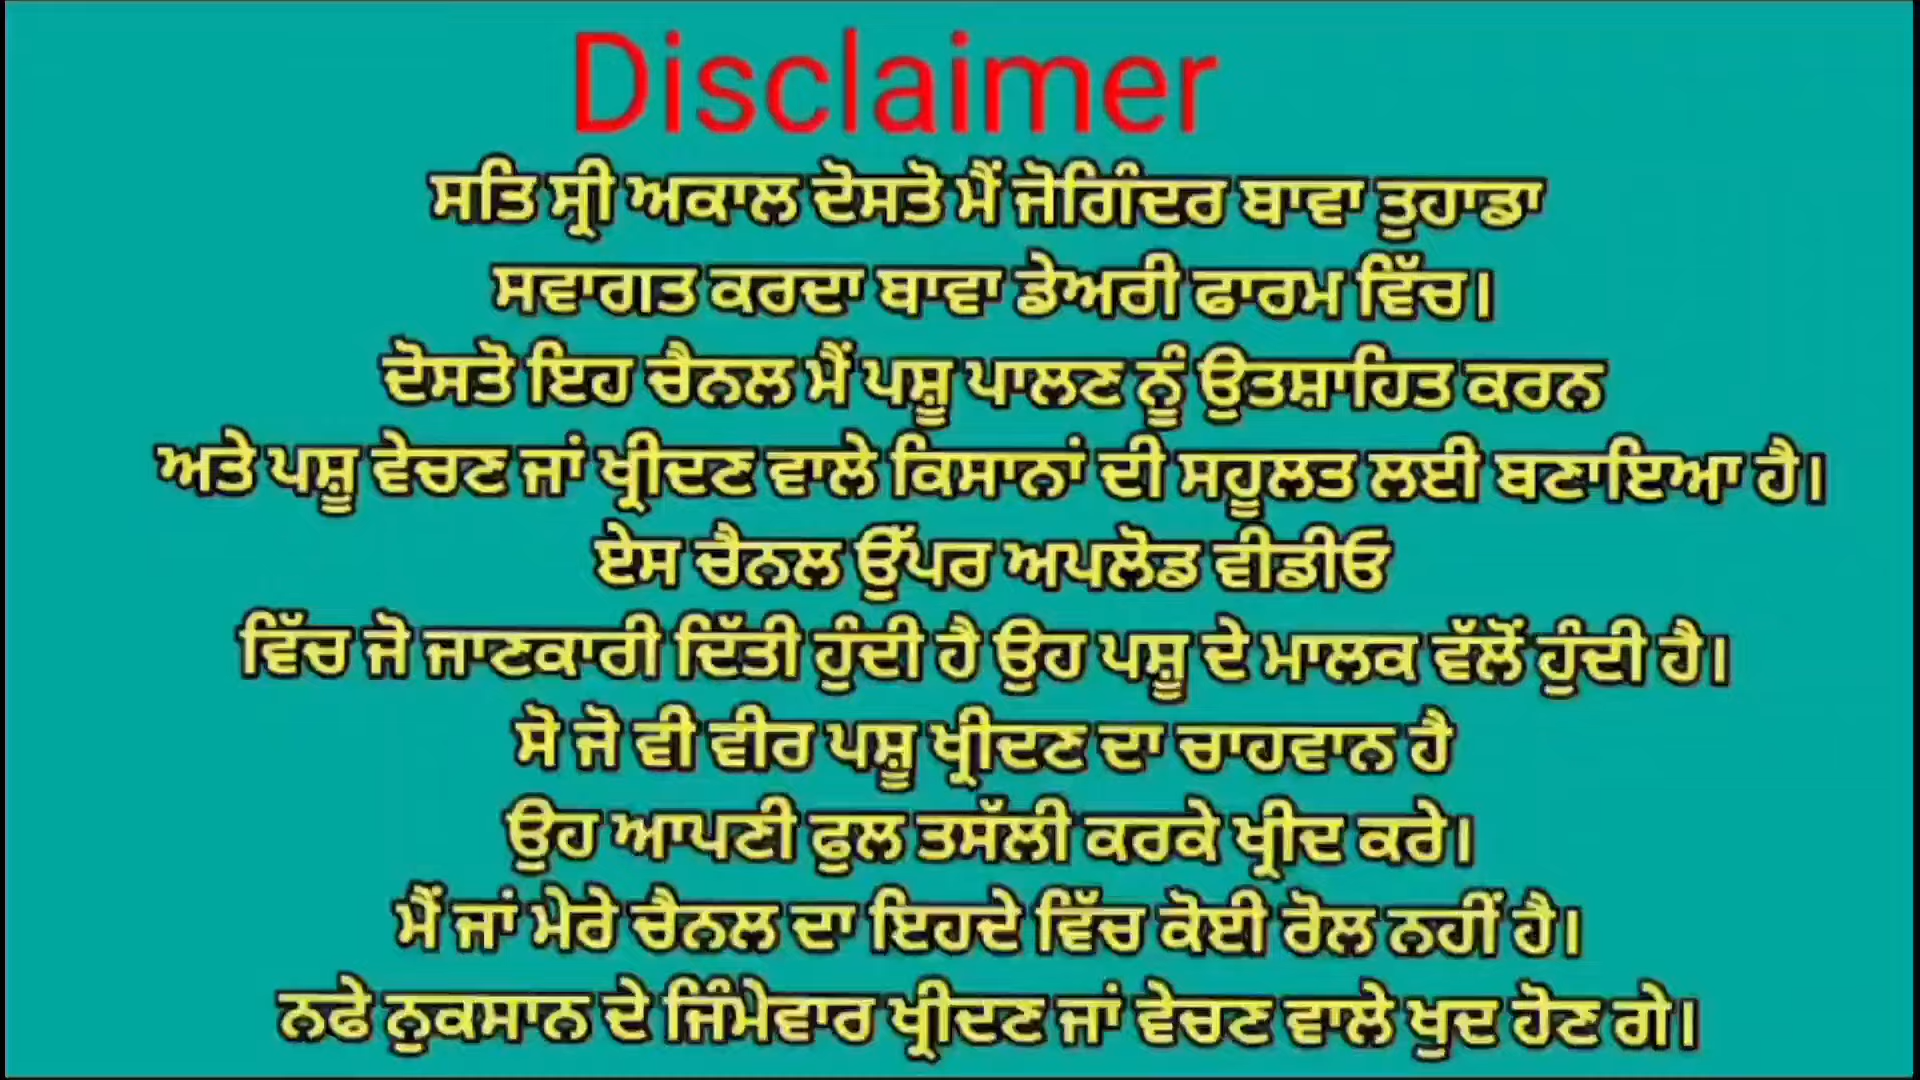 Disclaimer
ਸਤਿ ਸ੍ਰੀ ਅਕਾਲ ਦੋਸਤੋ ਮੈਂ ਜੋਗਿੰਦਰ ਬਾਵਾ ਤੁਹਾਡਾ
ਸਵਾਗਤ ਕਰਦਾ ਬਾਵਾ ਡੇਅਰੀ ਫਾਰਮ ਵਿੱਚ।
ਦੋਸਤੋ ਇਹ ਚੈਨਲ ਮੈਂ ਪਸ਼ੂ ਪਾਲਣ ਨੂੰ ਉਤਸ਼ਾਹਿਤ ਕਰਨ
ਅਤੇ ਪਸ਼ੂ ਵੇਚਣ ਜਾਂ ਖ੍ਰੀਦਣ ਵਾਲੇ ਕਿਸਾਨਾਂ ਦੀ ਸਹੂਲਤ ਲਈ ਬਣਾਇਆ ਹੈ।
ਏਸ ਚੈਨਲ ਉੱਪਰ ਅਪਲੋਡ ਵੀਡੀਓ
ਵਿੱਚ ਜੋ ਜਾਣਕਾਰੀ ਦਿੱਤੀ ਹੁੰਦੀ ਹੈ ਉਹ ਪਸ਼ੂ ਦੇ ਮਾਲਕ ਵੱਲੋਂ ਹੁੰਦੀ ਹੈ।
ਸੋ ਜੋ ਵੀ ਵੀਰ ਪਸ਼ੂ ਖ੍ਰੀਦਣ ਦਾ ਚਾਹਵਾਨ ਹੈ
ਉਹ ਆਪਣੀ ਫੁਲ ਤਸੱਲੀ ਕਰਕੇ ਖ੍ਰੀਦ ਕਰੇ।
ਮੈਂ ਜਾਂ ਮੇਰੇ ਚੈਨਲ ਦਾ ਇਹਦੇ ਵਿੱਚ ਕੋਈ ਰੋਲ ਨਹੀਂ ਹੈ।
ਨਫੇ ਨੁਕਸਾਨ ਦੇ ਜਿੰਮੇਵਾਰ ਖ੍ਰੀਦਣ ਜਾਂ ਵੇਚਣ ਵਾਲੇ ਖੁਦ ਹੋਣ ਗੇ।